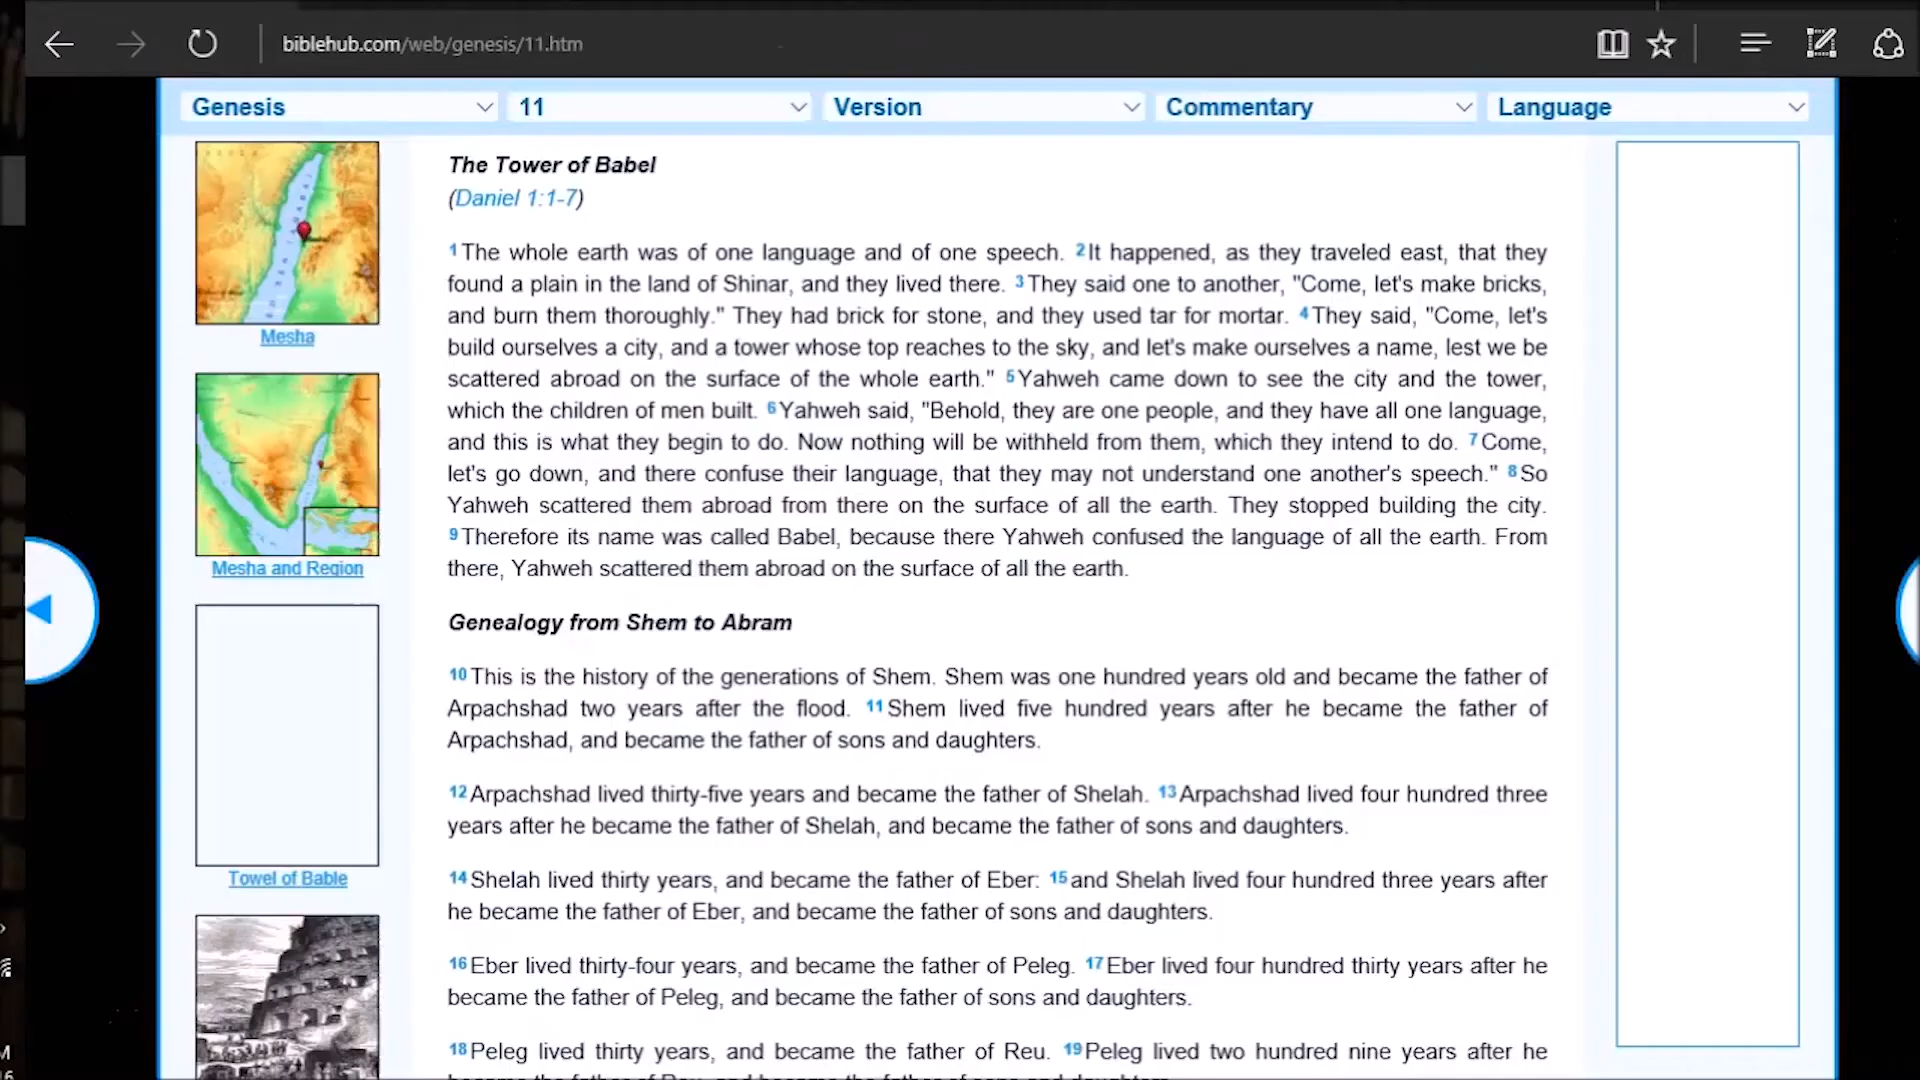 biblehub.com/web/genesis/11.htm
Genesis
11
Version
Commentary
Language
The Tower of Babel
(Daniel 1:1-7)
1The whole earth was of one language and of one speech. 2It happened, as they traveled east, that they
found a plain in the land of Shinar, and they lived there. 3They said one to another, "Come, let's make bricks,
and burn them thoroughly." They had brick for stone, and they used tar for mortar. 4They said, "Come, let's
build ourselves a city, and a tower whose top reaches to the sky, and let's make ourselves a name, lest we be
scattered abroad on the surface of the whole earth." 5Yahweh came down to see the city and the tower,
which the children of men built. 6Yahweh said, "Behold, they are one people, and they have all one language,
and this is what they begin to do. Now nothing will be withheld from them, which they intend to do. 7Come,
let's go down, and there confuse their language, that they may not understand one another's speech." 8So
Yahweh scattered them abroad from there on the surface of all the earth. They stopped building the city.
9Therefore its name was called Babel, because there Yahweh confused the language of all the earth. From
there, Yahweh scattered them abroad on the surface of all the earth.
Genealogy from Shem to Abram
10This is the history of the generations of Shem. Shem was one hundred years old and became the father of
Arpachshad two years after the flood. 11Shem lived five hundred years after he became the father of
Arpachshad, and became the father of sons and daughters.
12Arpachshad lived thirty-five years and became the father of Shelah. 13Arpachshad lived four hundred three
years after he became the father of Shelah, and became the father of sons and daughters.
14Shelah lived thirty years, and became the father of Eber: 15and Shelah lived four hundred three years after
he became the father of Eber, and became the father of sons and daughters.
16Eber lived thirty-four years, and became the father of Peleg. 17Eber lived four hundred thirty years after he
became the father of Peleg, and became the father of sons and daughters.
18Peleg lived thirty years, and became the father of Reu. 19Peleg lived two hundred nine years after he
became the father of Reu, and became the father of sons and daughters.
Mesha
Mesha and Region
Towel of Bable